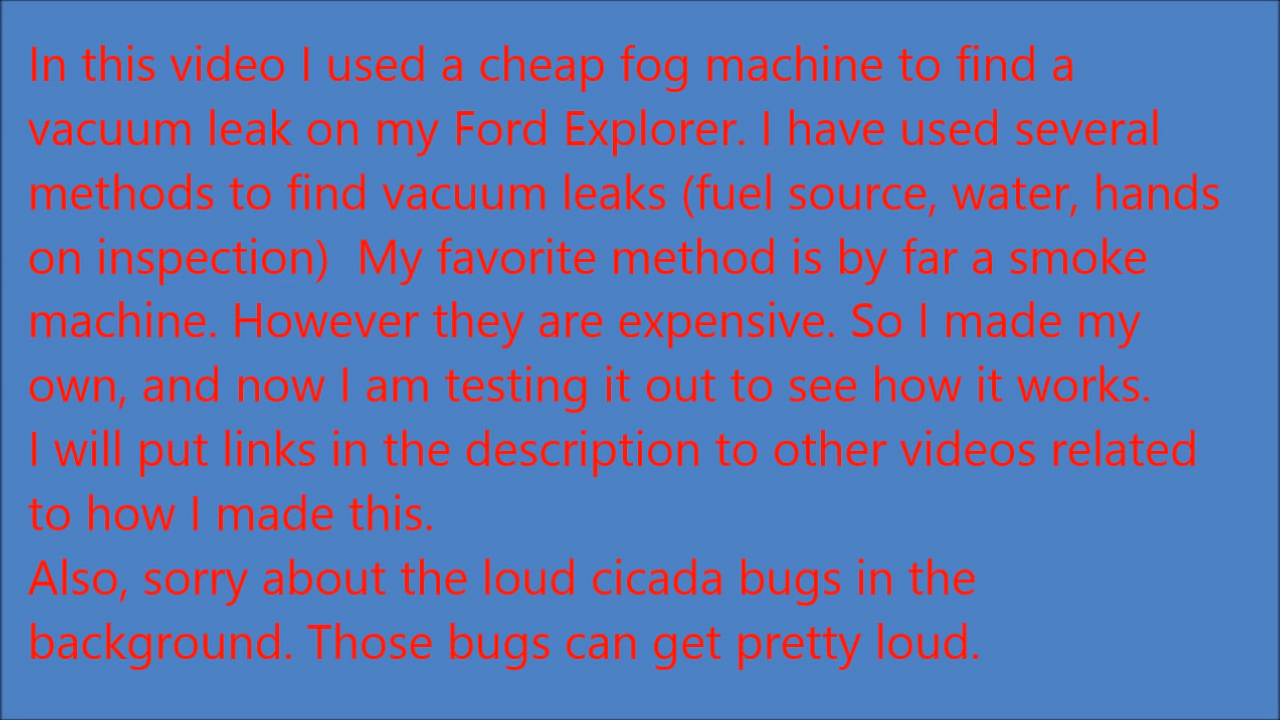 In this video I used a cheap fog machine to find a
vacuum leak on my Ford Explorer. I have used several
methods to find vacuum leaks (fuel source, water, hands
on inspection)  My favorite method is by far a smoke
machine. However they are expensive. So I made my
own, and now I am testing it out to see how it works.
I will put links in the description to other videos related
to how I made this.
Also, sorry about the loud cicada bugs in the
background. Those bugs can get pretty loud.